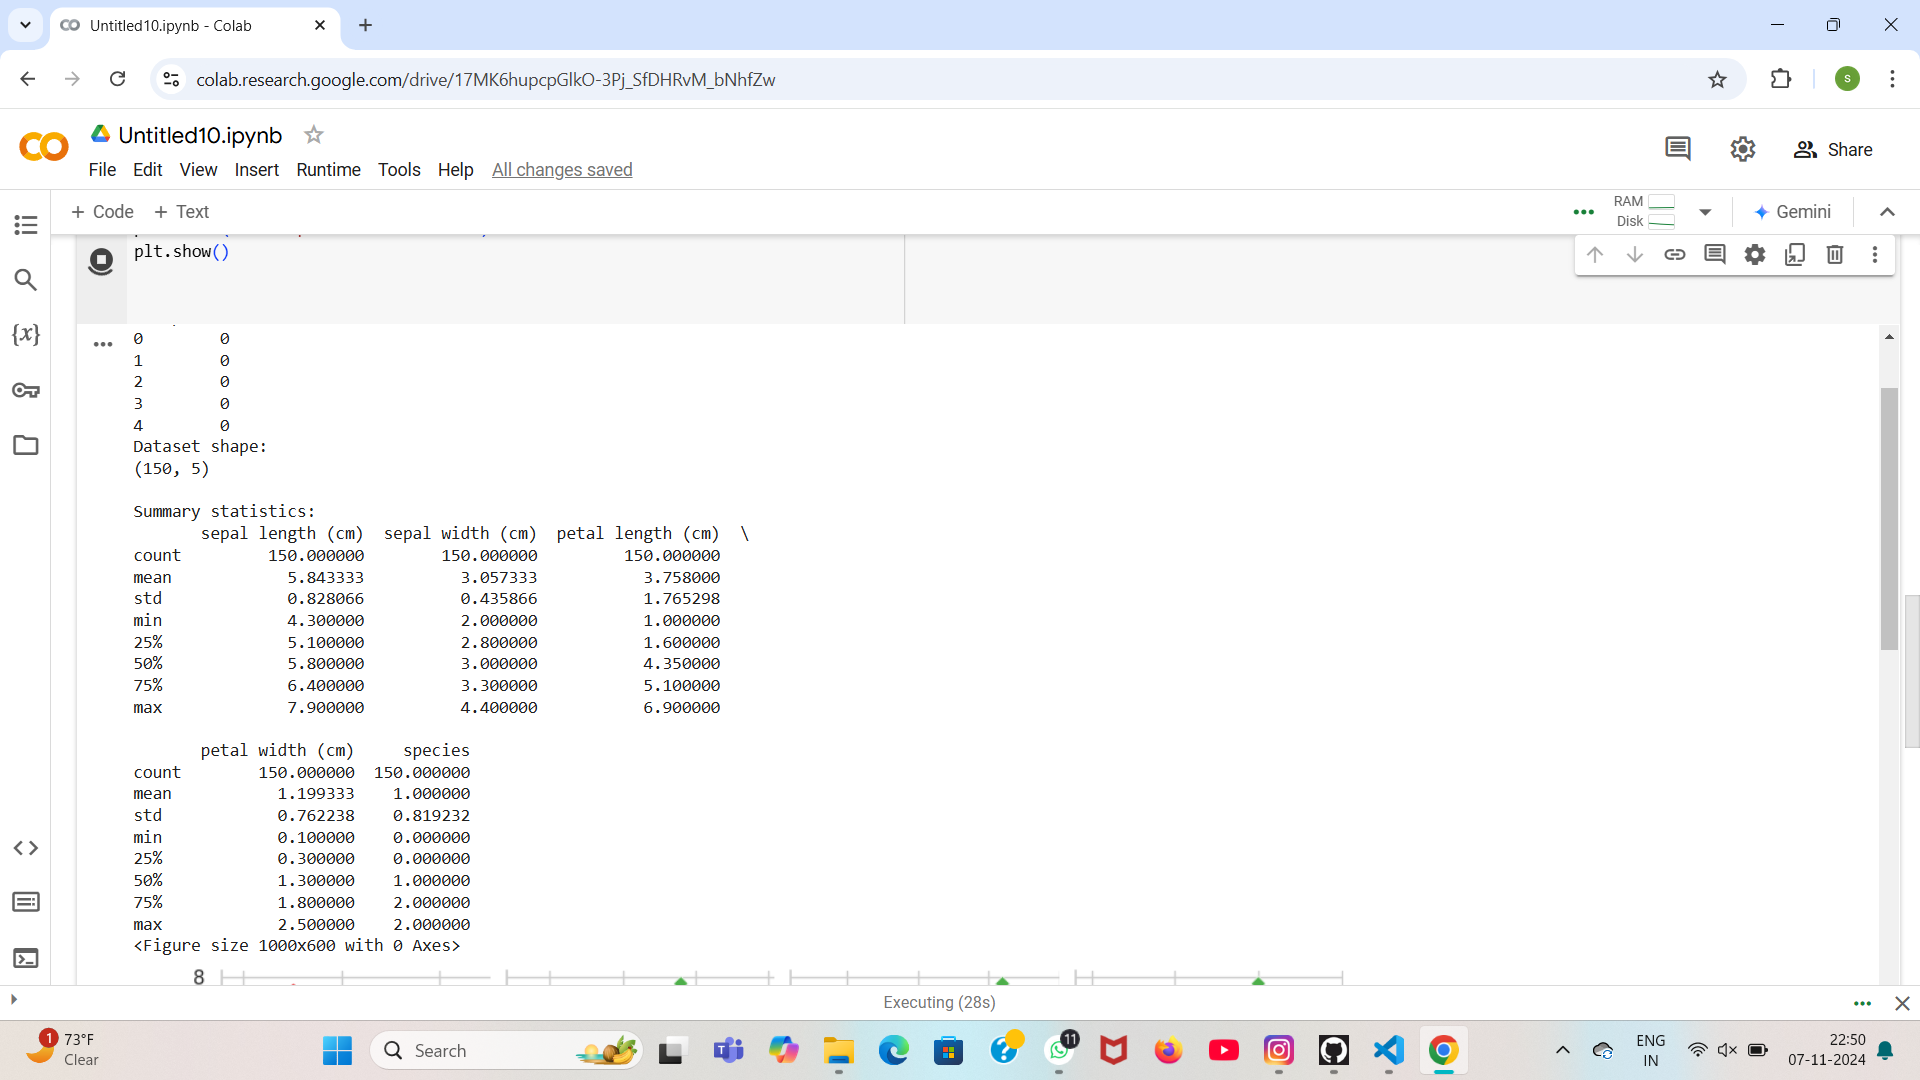 Untitled10.ipynb - Colab
colab.research.google.com/drive/17MK6hupcpGlkO-3Pj_SfDHRvM_bNhfZw
S
CO
Untitled10.ipynb
File Edit View Insert Runtime Tools Help All changes saved
Share
+ Code + Text
RAM
Disk
Gemini
plt.show()
{x}
0 0
1 0
2 0
3 0
4 0
Dataset shape:
(150, 5)
Summary statistics:
sepal length (cm) sepal width (cm) petal length (cm) \
count 150.000000 150.000000 150.000000
mean 5.843333 3.057333 3.758000
std 0.828066 0.435866 1.765298
min 4.300000 2.000000 1.000000
25% 5.100000 2.800000 1.600000
50% 5.800000 3.000000 4.350000
75% 6.400000 3.300000 5.100000
max 7.900000 4.400000 6.900000
petal width (cm) species
count 150.000000 150.000000
mean 1.199333 1.000000
std 0.762238 0.819232
min 0.100000 0.000000
25% 0.300000 0.000000
50% 1.300000 1.000000
75% 1.800000 2.000000
max 2.500000 2.000000
<Figure size 1000x600 with 0 Axes>
8
Executing (28s)
1
73°F
Clear
Search
11
ENG
IN
22:50
07-11-2024